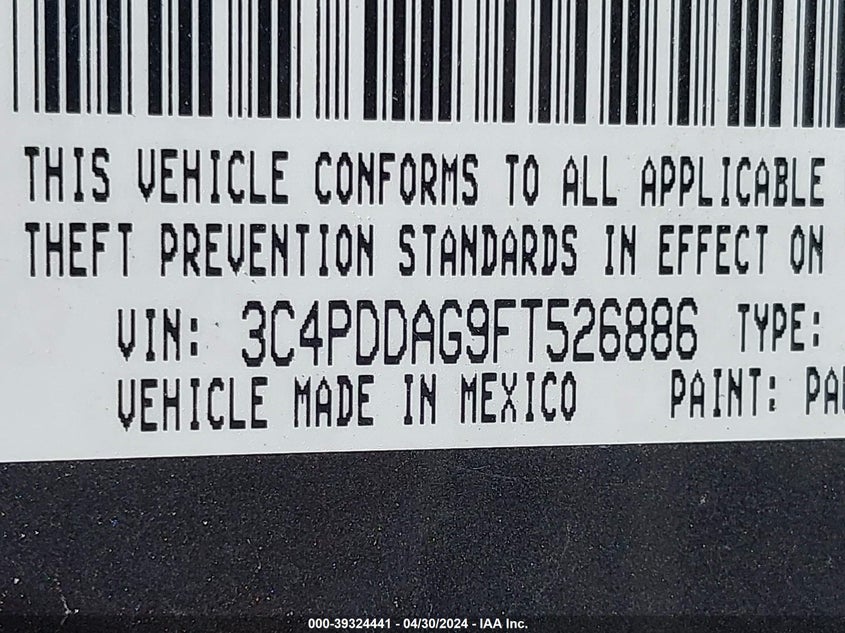 THIS VEHICLE CONFORMS TO ALL APPLICABLE
THEFT PREVENTION STANDARDS IN EFFECT ON
VIN: 3C4PDDAG9FT526886 TYPE:
VEHICLE MADE IN MEXICO PAINT:
000-39324441 - 04/30/2024 - IAA Inc.